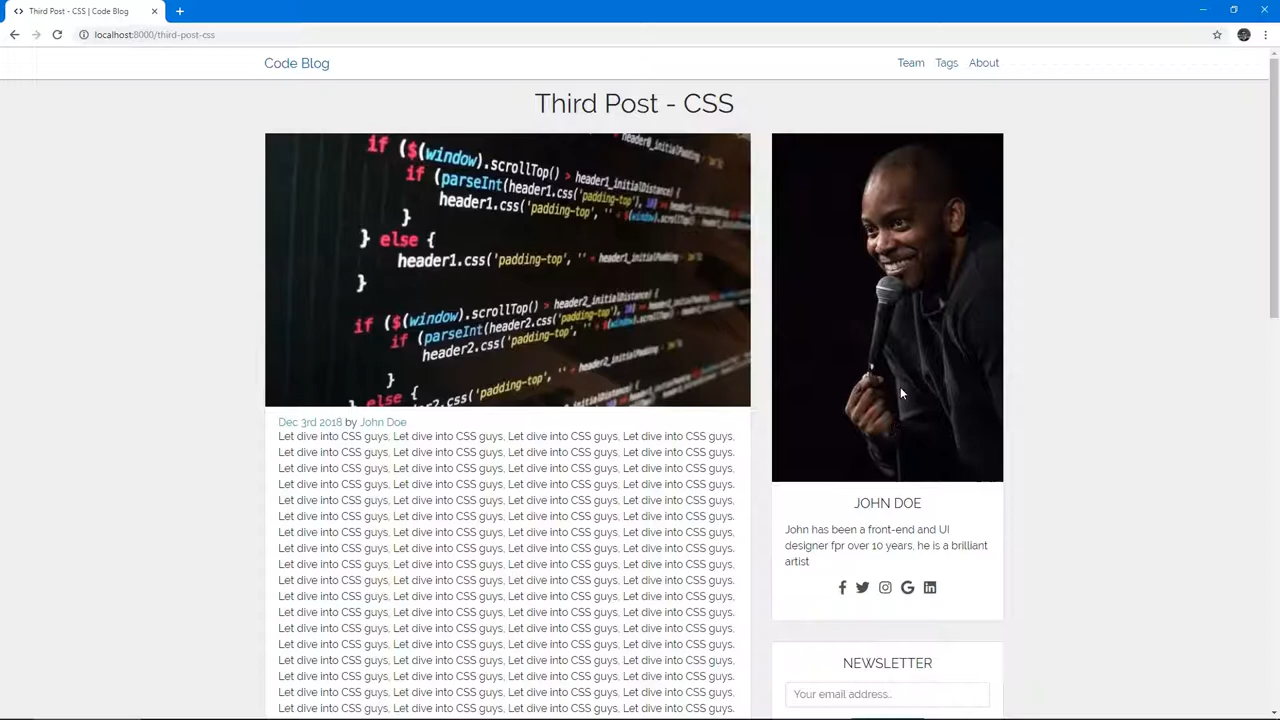 Third Post - CSS | Code Blog
localhost:8000/third-post-css
Code Blog
Team Tags About
Third Post - CSS
if ($(window).scrollTop() > header1_initialDistance) {
if (parseInt(header1.css('padding-top'), 10)
header1.css('padding-top', '' + $(window).scrollTop()
}
} else {
header1.css('padding-top', '' + header1_initialPadding
}
if ($(window).scrollTop() > header2_initialDistance) {
if (parseInt(header2.css('padding-top'), 10)
header2.css('padding-top', '' +
}
else {
Dec 3rd 2018 by John Doe
Let dive into CSS guys, Let dive into CSS guys, Let dive into CSS guys, Let dive into CSS guys,
Let dive into CSS guys, Let dive into CSS guys, Let dive into CSS guys, Let dive into CSS guys.
Let dive into CSS guys, Let dive into CSS guys, Let dive into CSS guys, Let dive into CSS guys,
Let dive into CSS guys, Let dive into CSS guys, Let dive into CSS guys, Let dive into CSS guys.
Let dive into CSS guys, Let dive into CSS guys, Let dive into CSS guys, Let dive into CSS guys,
Let dive into CSS guys, Let dive into CSS guys, Let dive into CSS guys, Let dive into CSS guys.
Let dive into CSS guys, Let dive into CSS guys, Let dive into CSS guys, Let dive into CSS guys,
Let dive into CSS guys, Let dive into CSS guys, Let dive into CSS guys, Let dive into CSS guys.
Let dive into CSS guys, Let dive into CSS guys, Let dive into CSS guys, Let dive into CSS guys,
Let dive into CSS guys, Let dive into CSS guys, Let dive into CSS guys, Let dive into CSS guys.
Let dive into CSS guys, Let dive into CSS guys, Let dive into CSS guys, Let dive into CSS guys,
Let dive into CSS guys, Let dive into CSS guys, Let dive into CSS guys, Let dive into CSS guys.
Let dive into CSS guys, Let dive into CSS guys, Let dive into CSS guys, Let dive into CSS guys,
Let dive into CSS guys, Let dive into CSS guys, Let dive into CSS guys, Let dive into CSS guys.
Let dive into CSS guys, Let dive into CSS guys, Let dive into CSS guys, Let dive into CSS guys,
Let dive into CSS guys, Let dive into CSS guys, Let dive into CSS guys, Let dive into CSS guys.
Let dive into CSS guys, Let dive into CSS guys, Let dive into CSS guys, Let dive into CSS guys,
Let dive into CSS guys, Let dive into CSS guys, Let dive into CSS guys, Let dive into CSS guys.
JOHN DOE
John has been a front-end and UI
designer fpr over 10 years, he is a brilliant
artist
NEWSLETTER
Your email address..